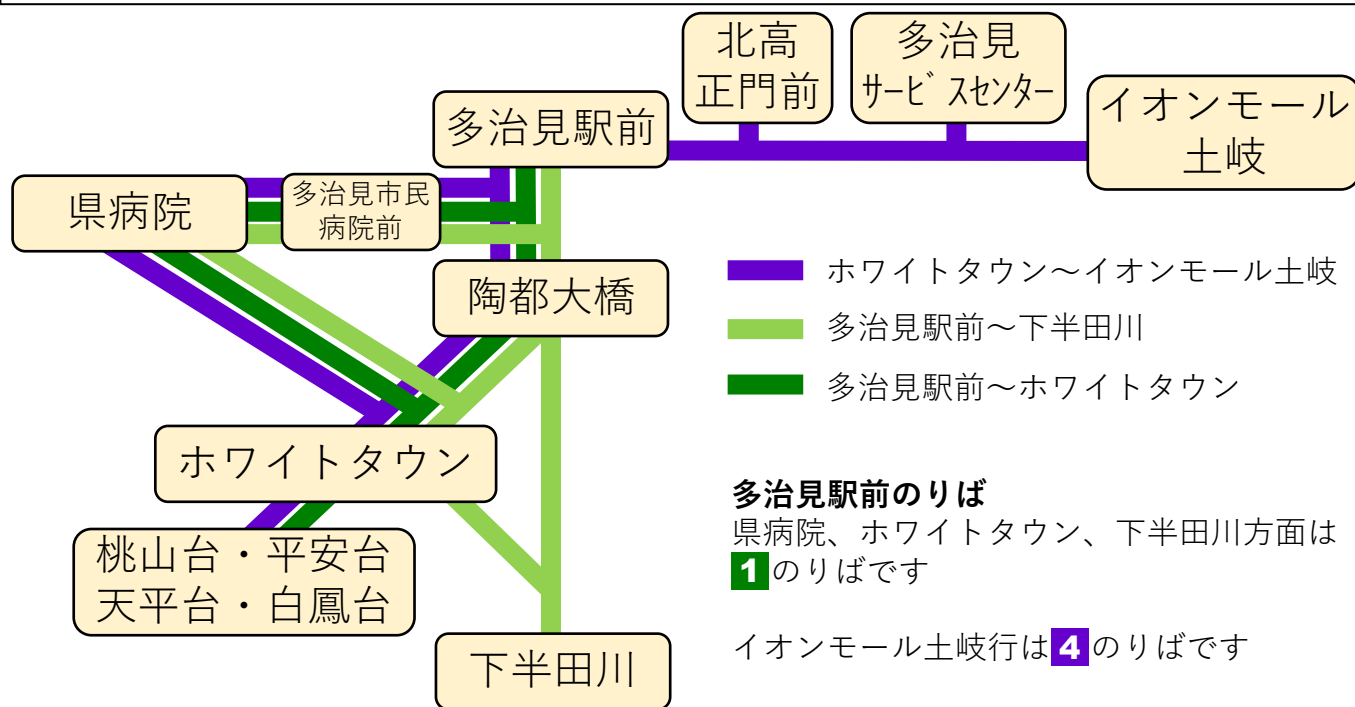 北高
正門前
多治見
ｻｰﾋﾞｽｾﾝﾀｰ
イオンモール
土岐
多治見駅前
県病院
多治見市民
病院前
陶都大橋
ホワイトタウン～イオンモール土岐
多治見駅前～下半田川
多治見駅前～ホワイトタウン
ホワイトタウン
桃山台・平安台
天平台・白鳳台
下半田川
多治見駅前のりば
県病院、ホワイトタウン、下半田川方面は
1のりばです
イオンモール土岐行は4のりばです